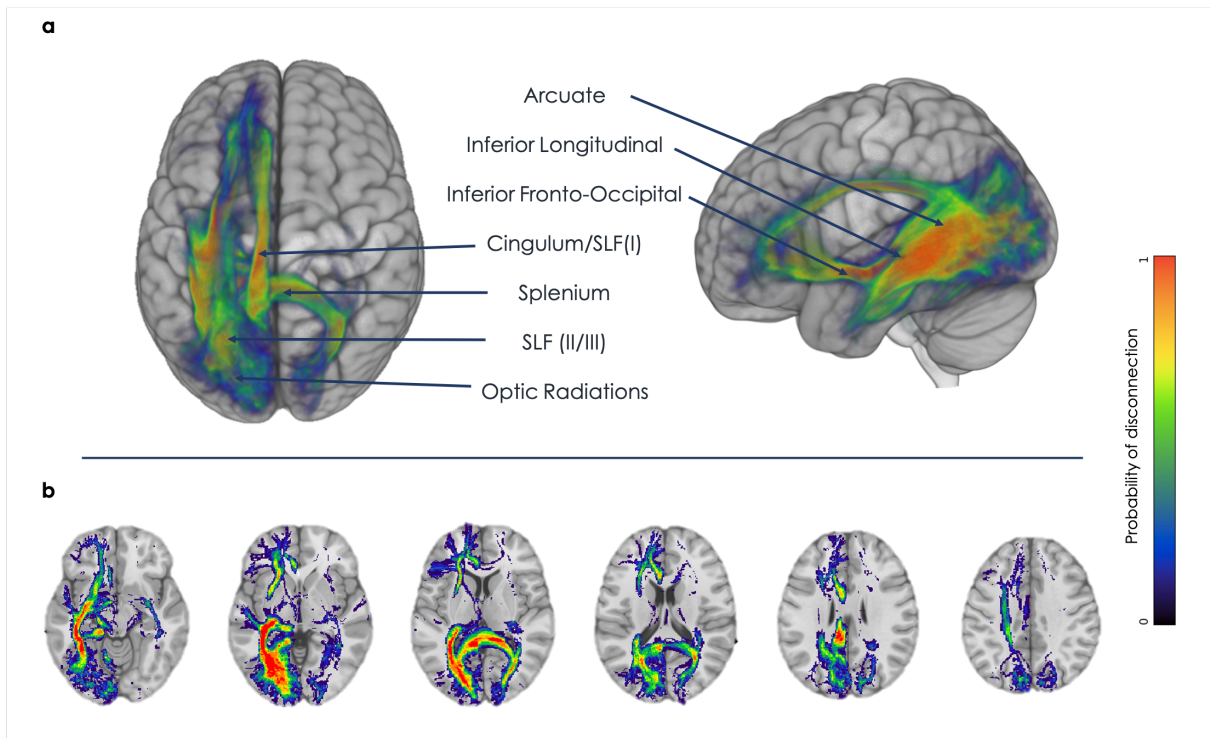 a
Arcuate
Inferior Longitudinal
Inferior Fronto-Occipital
Cingulum/SLF(I)
Splenium
SLF (II/III)
Optic Radiations
1
Probability of disconnection
0
b